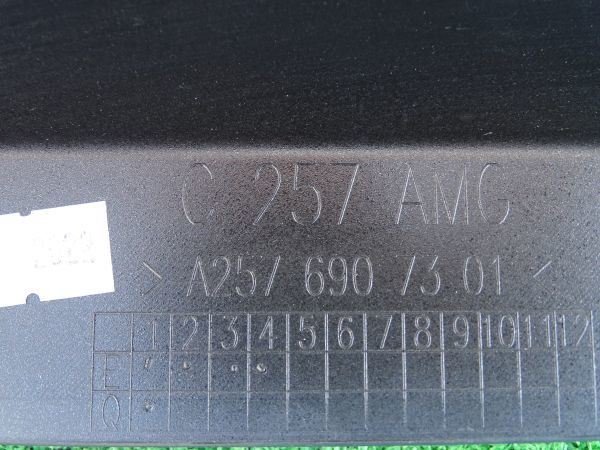 C 257 AMG
> A257 690 73 01 <
1 2 3 4 5 6 7 8 9 10 11 12
E
Q